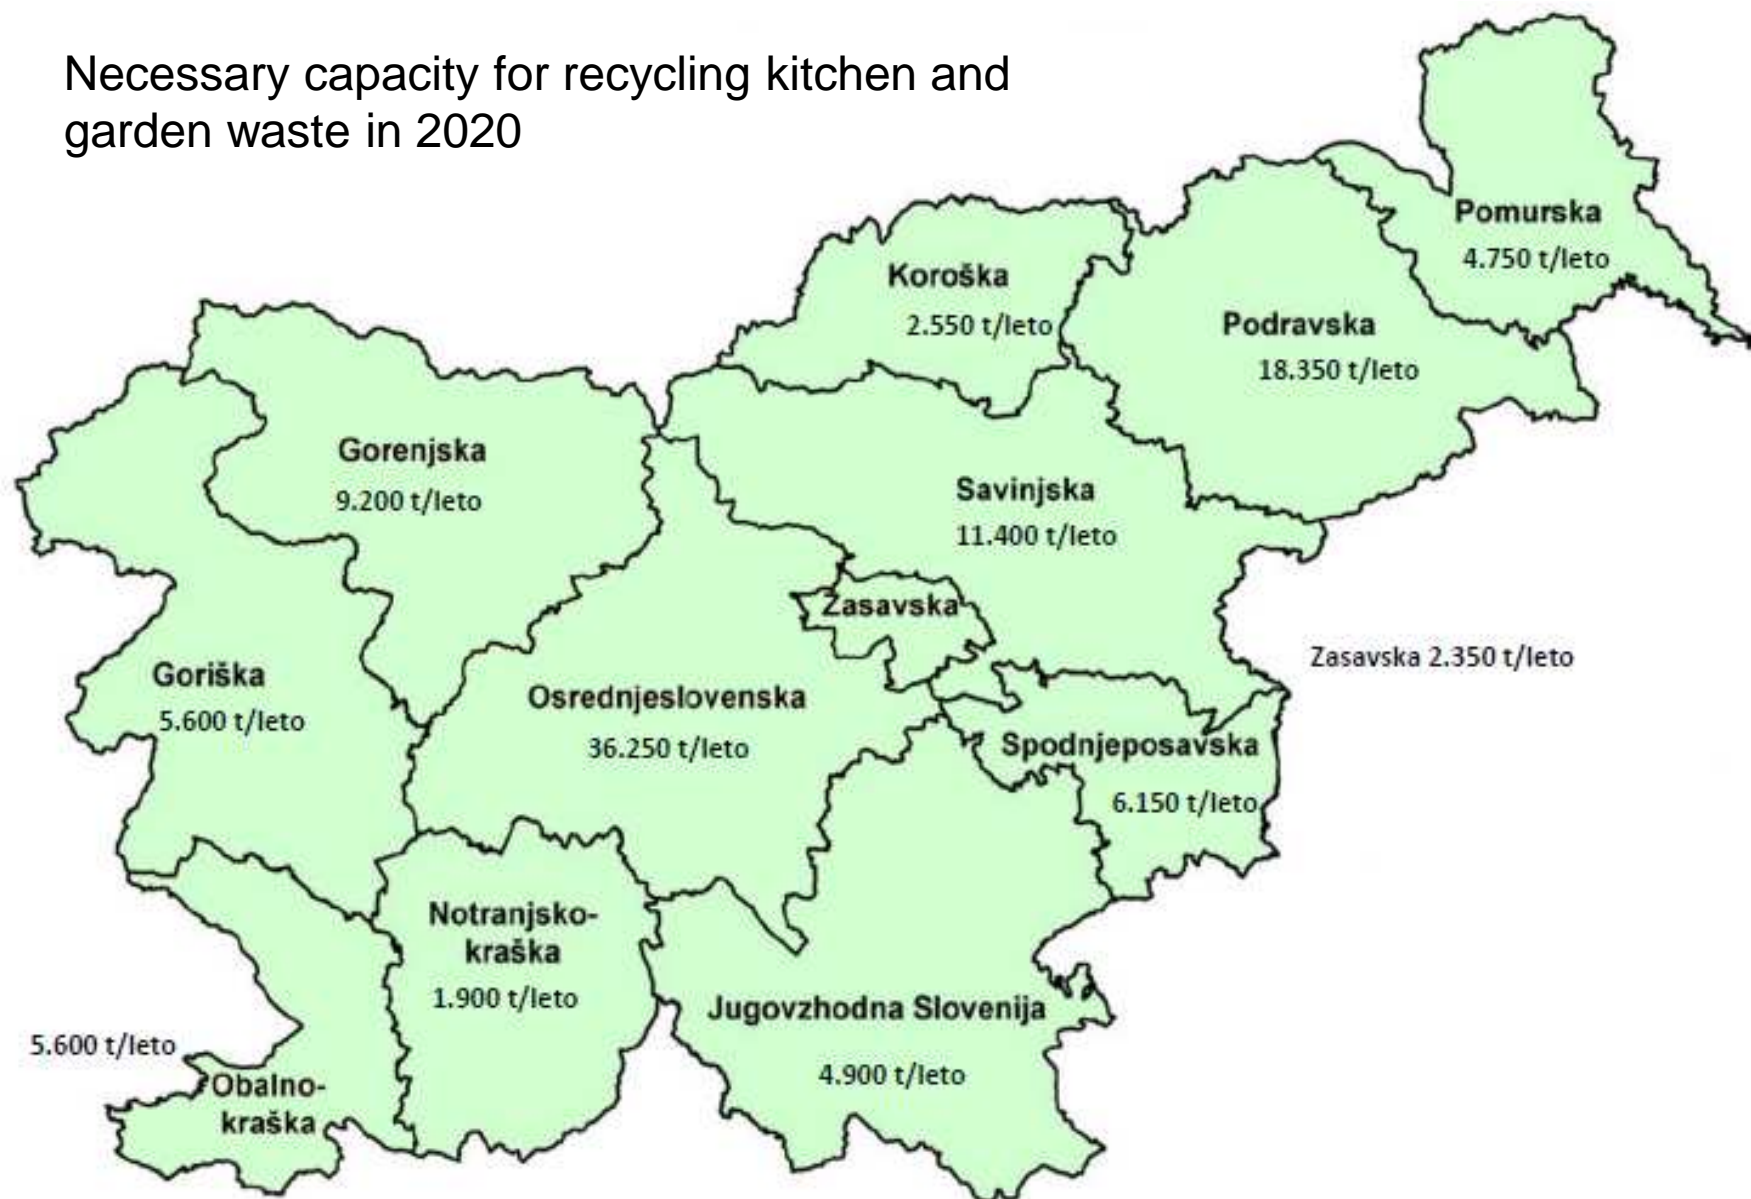 Necessary capacity for recycling kitchen and
garden waste in 2020
Pomurska
4.750 t/leto
Koroška
2.550 t/leto
Podravska
18.350 t/leto
Gorenjska
9.200 t/leto
Savinjska
11.400 t/leto
Zasavska
Zasavska 2.350 t/leto
Goriška
5.600 t/leto
Osrednjeslovenska
36.250 t/leto
Spodnjeposavska
6.150 t/leto
Notranjsko-
kraška
1.900 t/leto
Jugovzhodna Slovenija
4.900 t/leto
5.600 t/leto
Obalno-
kraška